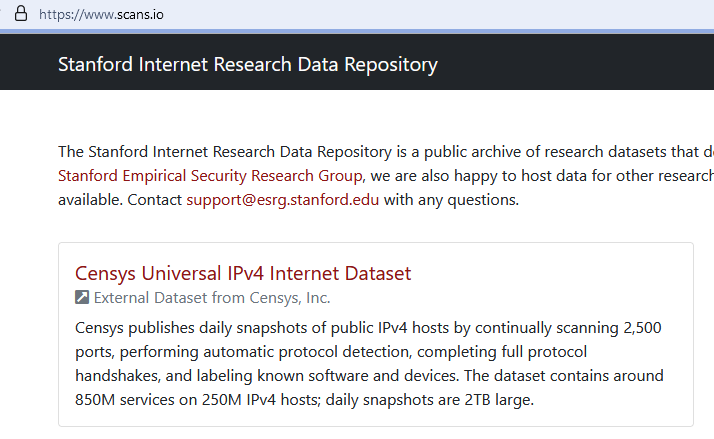 https://www.scans.io
Stanford Internet Research Data Repository
The Stanford Internet Research Data Repository is a public archive of research datasets that
Stanford Empirical Security Research Group, we are also happy to host data for other research
available. Contact support@esrg.stanford.edu with any questions.
Censys Universal IPv4 Internet Dataset
External Dataset from Censys, Inc.
Censys publishes daily snapshots of public IPv4 hosts by continually scanning 2,500
ports, performing automatic protocol detection, completing full protocol
handshakes, and labeling known software and devices. The dataset contains around
850M services on 250M IPv4 hosts; daily snapshots are 2TB large.